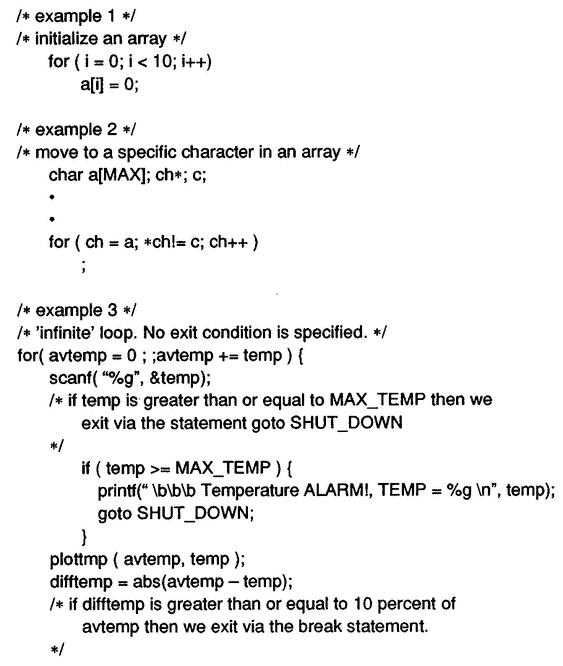 /* example 1 */
/* initialize an array */
for ( i = 0; i < 10; i++)
a[i] = 0;
/* example 2 */
/* move to a specific character in an array */
char a[MAX]; ch*; c;
•
•
for ( ch = a; *ch!= c; ch++ )
;
/* example 3 */
/* 'infinite' loop. No exit condition is specified. */
for( avtemp = 0 ; ;avtemp += temp ) {
scanf( “%g”, &temp);
/* if temp is greater than or equal to MAX_TEMP then we
exit via the statement goto SHUT_DOWN
*/
if ( temp >= MAX_TEMP ) {
printf(“ \b\b\b Temperature ALARM!, TEMP = %g \n”, temp);
goto SHUT_DOWN;
}
plottmp ( avtemp, temp );
difftemp = abs(avtemp – temp);
/* if difftemp is greater than or equal to 10 percent of
avtemp then we exit via the break statement.
*/